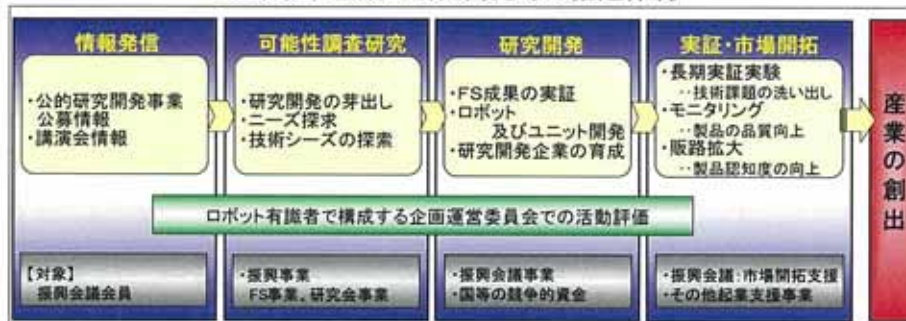 情報発信
・公的研究開発事業
公募情報
・講演会情報
【対象】
振興会議会員
可能性調査研究
・研究開発の芽出し
・ニーズ探求
・技術シーズの探索
・振興事業
FS事業、研究会事業
研究開発
・FS成果の実証
・ロボット
及びユニット開発
・研究開発企業の育成
・振興会議事業
・国等の競争的資金
実証・市場開拓
・長期実証実験
‥技術課題の洗い出し
・モニタリング
‥製品の品質向上
・販路拡大
‥製品認知度の向上
・振興会議：市場開拓支援
・その他起業支援事業
ロボット有識者で構成する企画運営委員会での活動評価
産業の創出